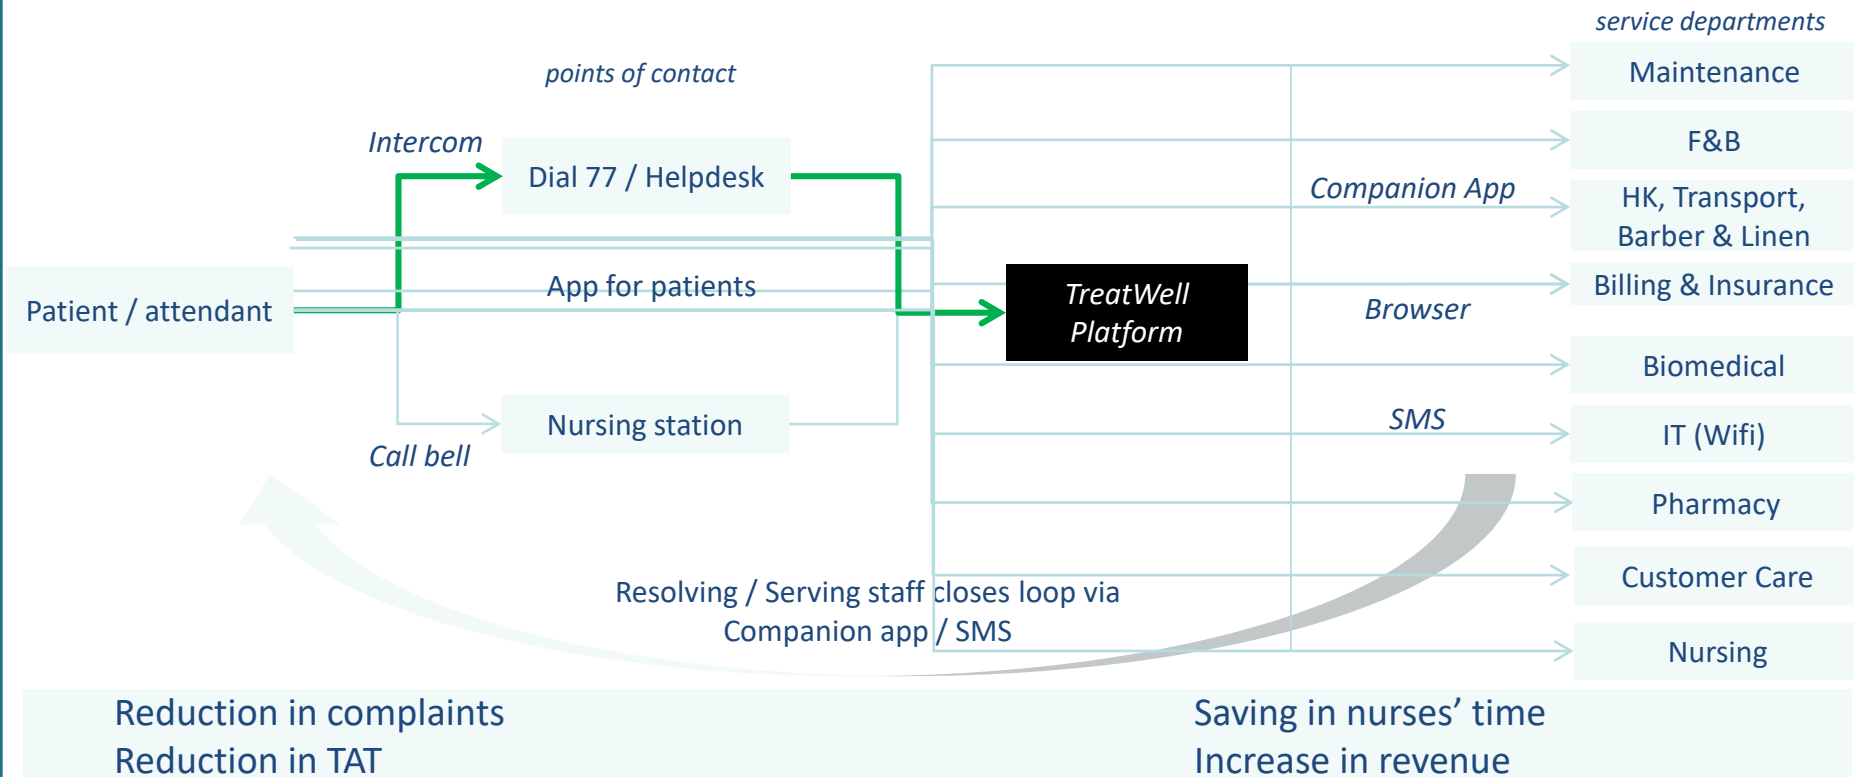 service departments
points of contact
Maintenance
Intercom
F&B
Dial 77 / Helpdesk
Companion App
HK, Transport,
Barber & Linen
App for patients
TreatWell
Platform
Billing & Insurance
Patient / attendant
Browser
Biomedical
Nursing station
SMS
IT (Wifi)
Call bell
Pharmacy
Resolving / Serving staff closes loop via
Companion app / SMS
Customer Care
Nursing
Reduction in complaints
Reduction in TAT
Saving in nurses’ time
Increase in revenue